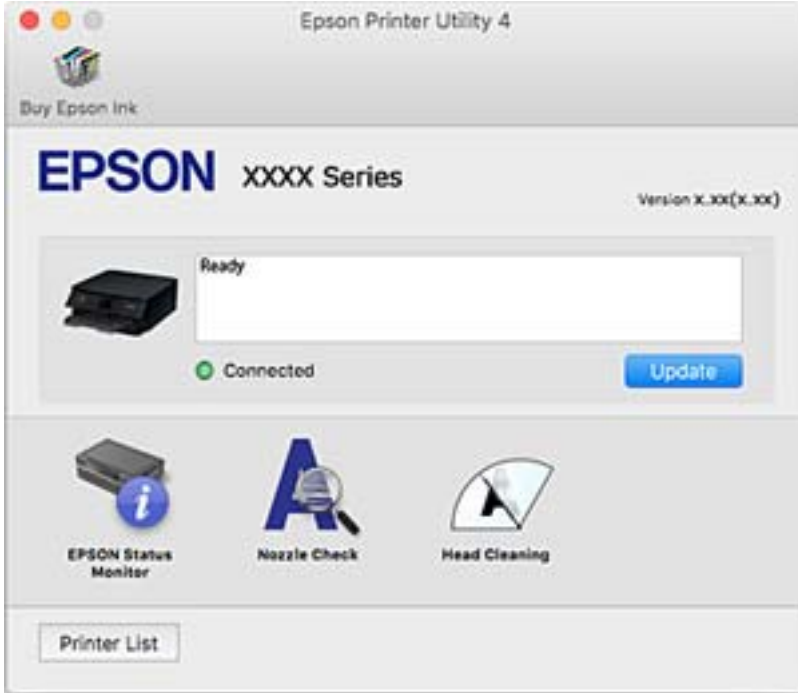 Epson Printer Utility 4
Buy Epson Ink
EPSON XXXX Series
Version x.xx(x.xx)
Ready
Connected
Update
EPSON Status
Monitor
Nozzle Check
Head Cleaning
Printer List